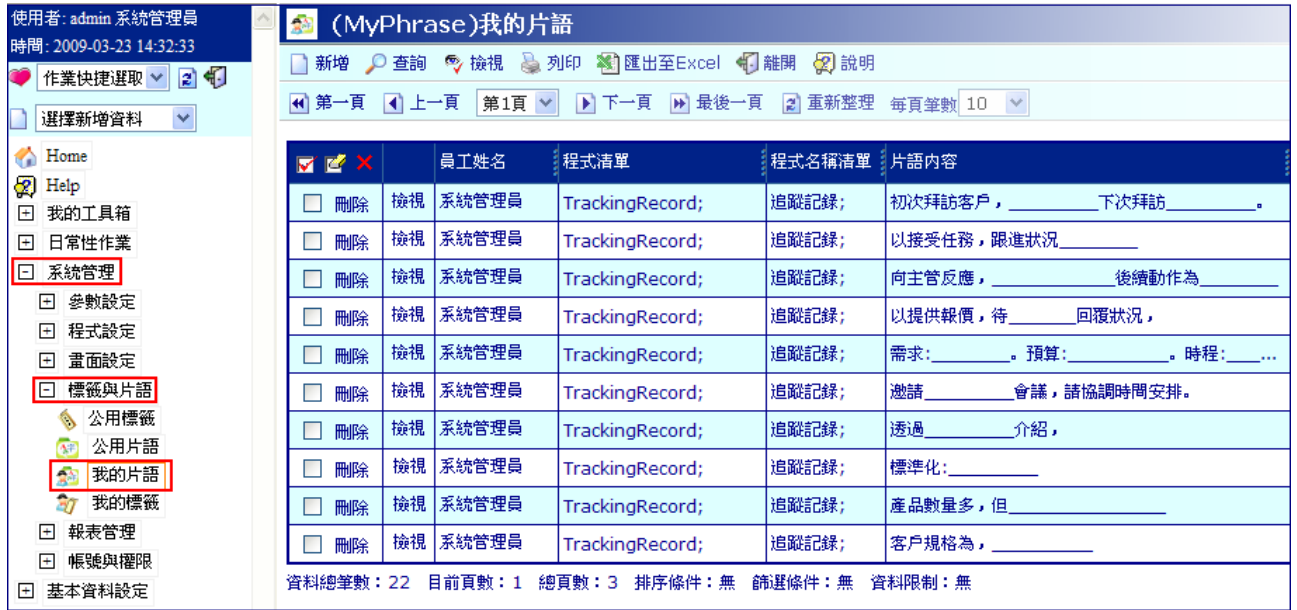 使用者: admin 系統管理員
時間: 2009-03-23 14:32:33
作業快捷選取
選擇新增資料
Home
Help
我的工具箱
日常性作業
系統管理
參數設定
程式設定
畫面設定
標籤與片語
公用標籤
公用片語
我的片語
我的標籤
報表管理
帳號與權限
基本資料設定
(MyPhrase)我的片語
新增 查詢 檢視 列印 匯出至Excel 離開 說明
第一頁 上一頁 第1頁 下一頁 最後一頁 重新整理 每頁筆數 10
員工姓名 程式清單 程式名稱清單 片語內容
刪除 檢視 系統管理員 TrackingRecord; 追蹤記錄; 初次拜訪客戶，________下次拜訪________。
刪除 檢視 系統管理員 TrackingRecord; 追蹤記錄; 以接受任務，跟進狀況_______
刪除 檢視 系統管理員 TrackingRecord; 追蹤記錄; 向主管反應，___________後續動作為_______
刪除 檢視 系統管理員 TrackingRecord; 追蹤記錄; 以提供報價，待______回覆狀況，
刪除 檢視 系統管理員 TrackingRecord; 追蹤記錄; 需求:_______。預算:_________。時程:___...
刪除 檢視 系統管理員 TrackingRecord; 追蹤記錄; 邀請________會議，請協調時間安排。
刪除 檢視 系統管理員 TrackingRecord; 追蹤記錄; 透過________介紹，
刪除 檢視 系統管理員 TrackingRecord; 追蹤記錄; 標準化:________
刪除 檢視 系統管理員 TrackingRecord; 追蹤記錄; 產品數量多，但______________
刪除 檢視 系統管理員 TrackingRecord; 追蹤記錄; 客戶規格為，_________
資料總筆數：22 目前頁數：1 總頁數：3 排序條件：無 篩選條件：無 資料限制：無